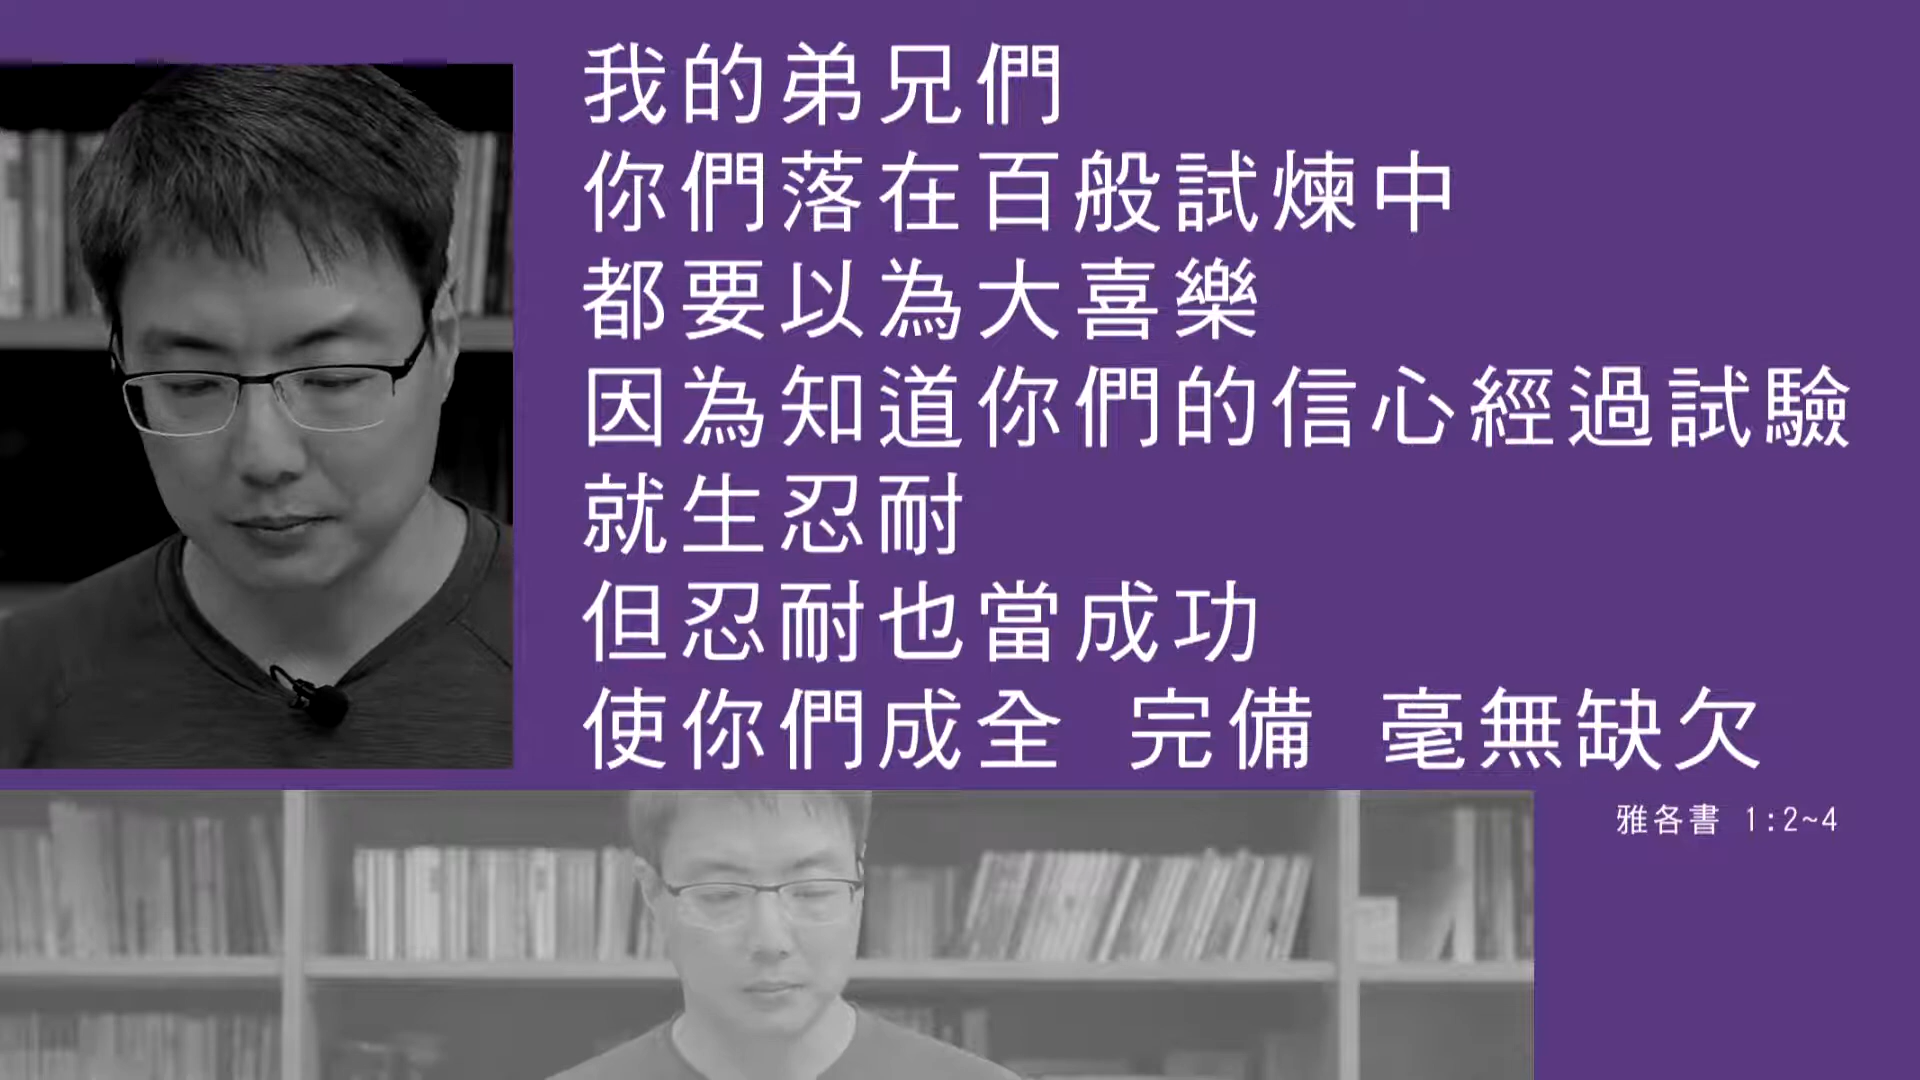 我的弟兄們
你們落在百般試煉中
都要以為大喜樂
因為知道你們的信心經過試驗
就生忍耐
但忍耐也當成功
使你們成全 完備 毫無缺欠
雅各書 1:2~4